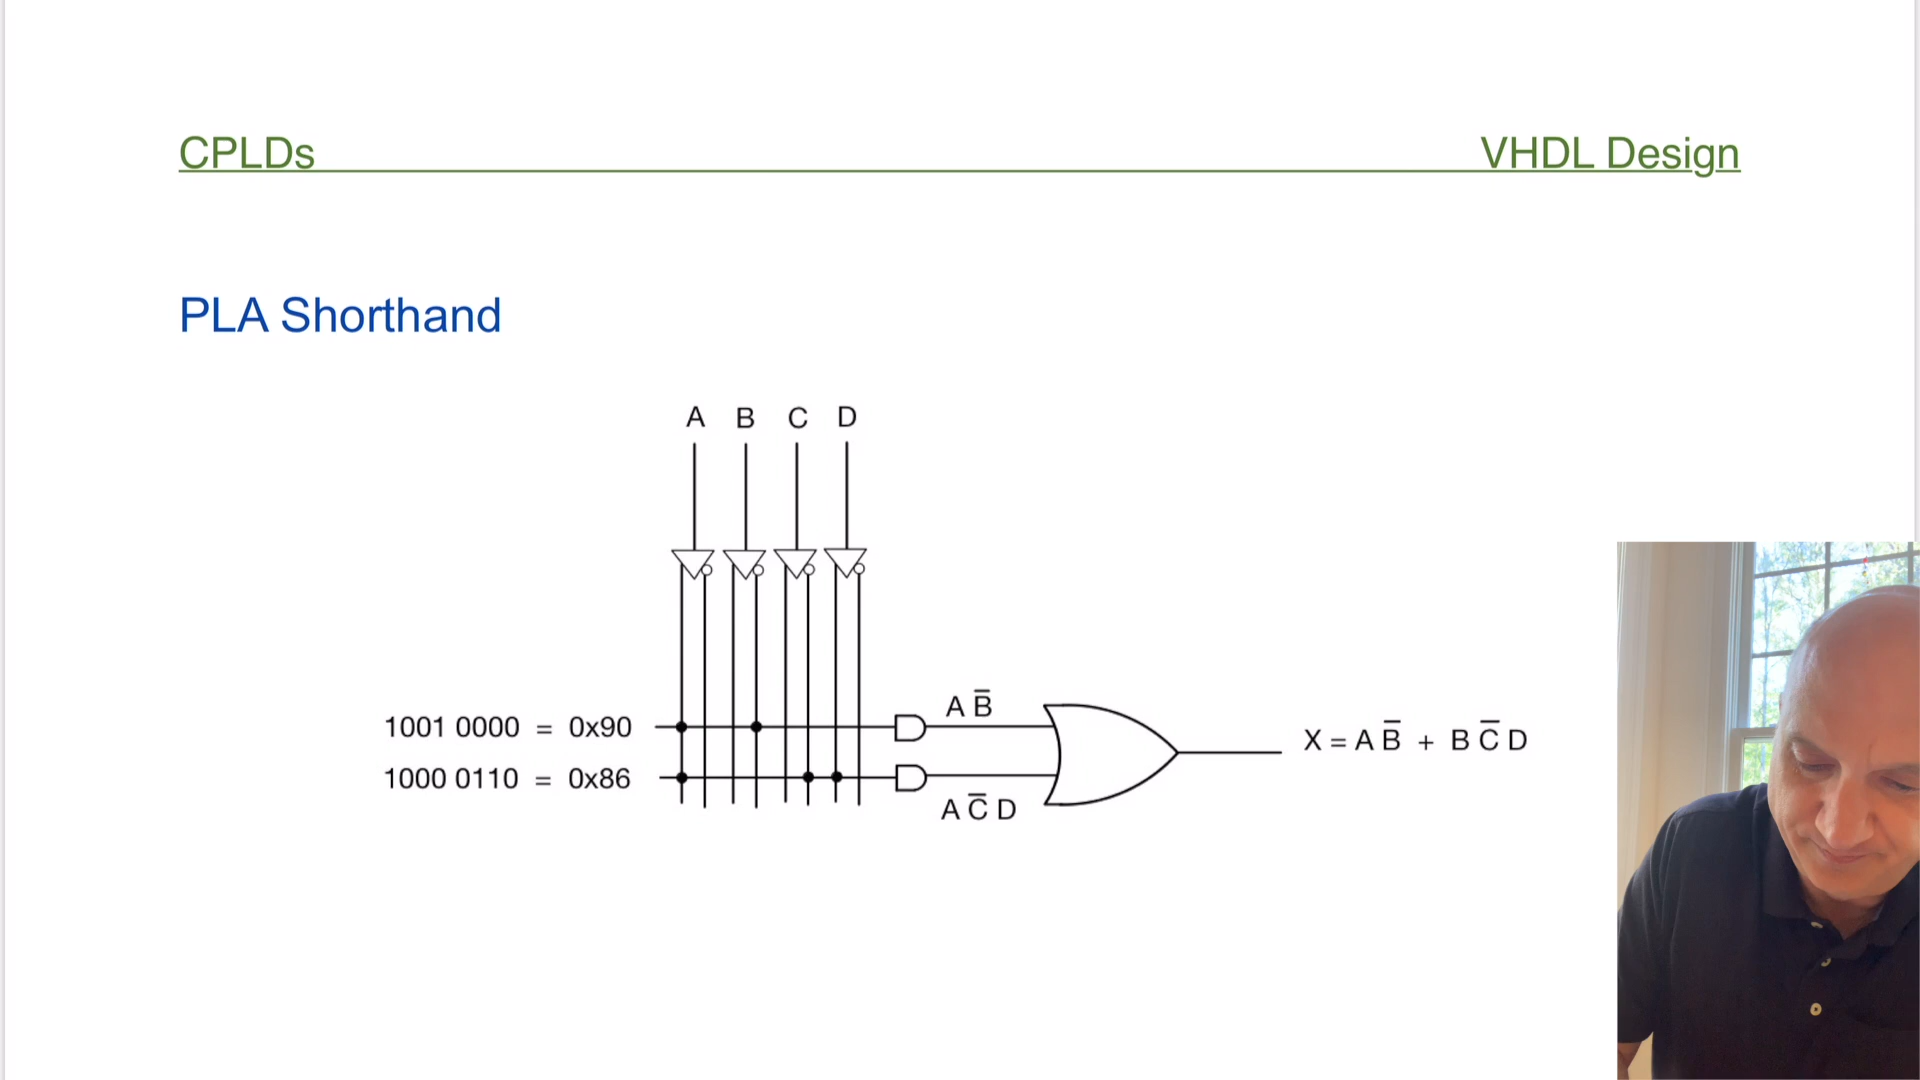 CPLDs VHDL Design
PLA Shorthand
A B C D
A B̅
1001 0000 = 0x90
X = A B̅ + B C̅ D
1000 0110 = 0x86
A C̅ D